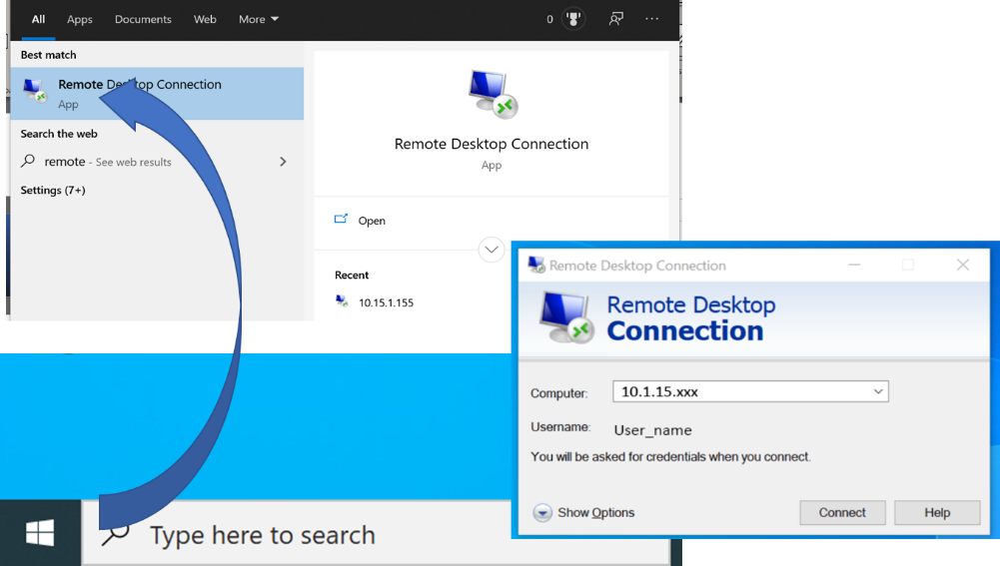 All Apps Documents Web More 0 ...
Best match
Remote Desktop Connection
App
Search the web
remote - See web results
Settings (7+)
Remote Desktop Connection
App
Open
Recent
10.15.1.155
Type here to search
Remote Desktop Connection
Remote Desktop
Connection
Computer: 10.1.15.xxx
Username: User_name
You will be asked for credentials when you connect.
Show Options Connect Help